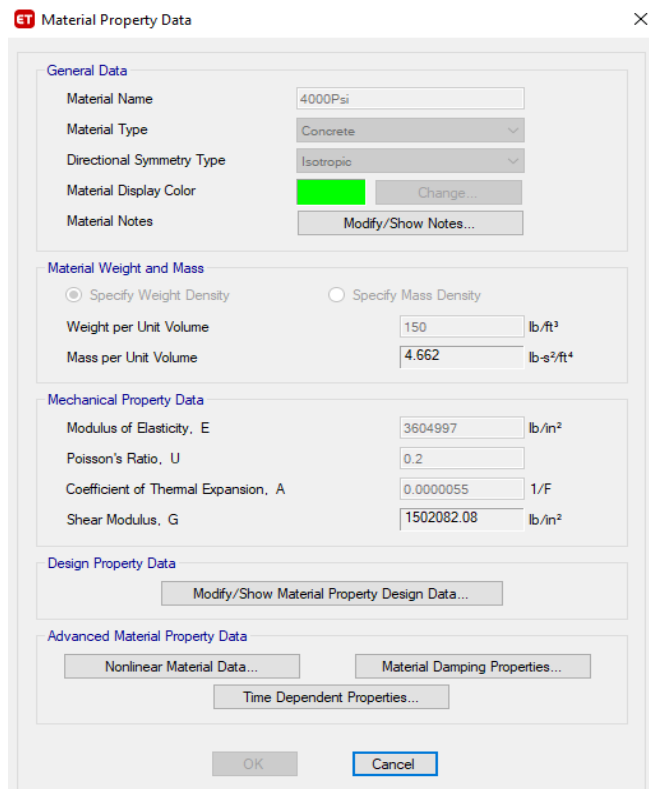 ET Material Property Data
General Data
Material Name 4000Psi
Material Type Concrete
Directional Symmetry Type Isotropic
Material Display Color Change...
Material Notes Modify/Show Notes...
Material Weight and Mass
Specify Weight Density Specify Mass Density
Weight per Unit Volume 150 lb/ft³
Mass per Unit Volume 4.662 lb-s²/ft⁴
Mechanical Property Data
Modulus of Elasticity, E 3604997 lb/in²
Poisson's Ratio, U 0.2
Coefficient of Thermal Expansion, A 0.0000055 1/F
Shear Modulus, G 1502082.08 lb/in²
Design Property Data
Modify/Show Material Property Design Data...
Advanced Material Property Data
Nonlinear Material Data... Material Damping Properties...
Time Dependent Properties...
OK Cancel